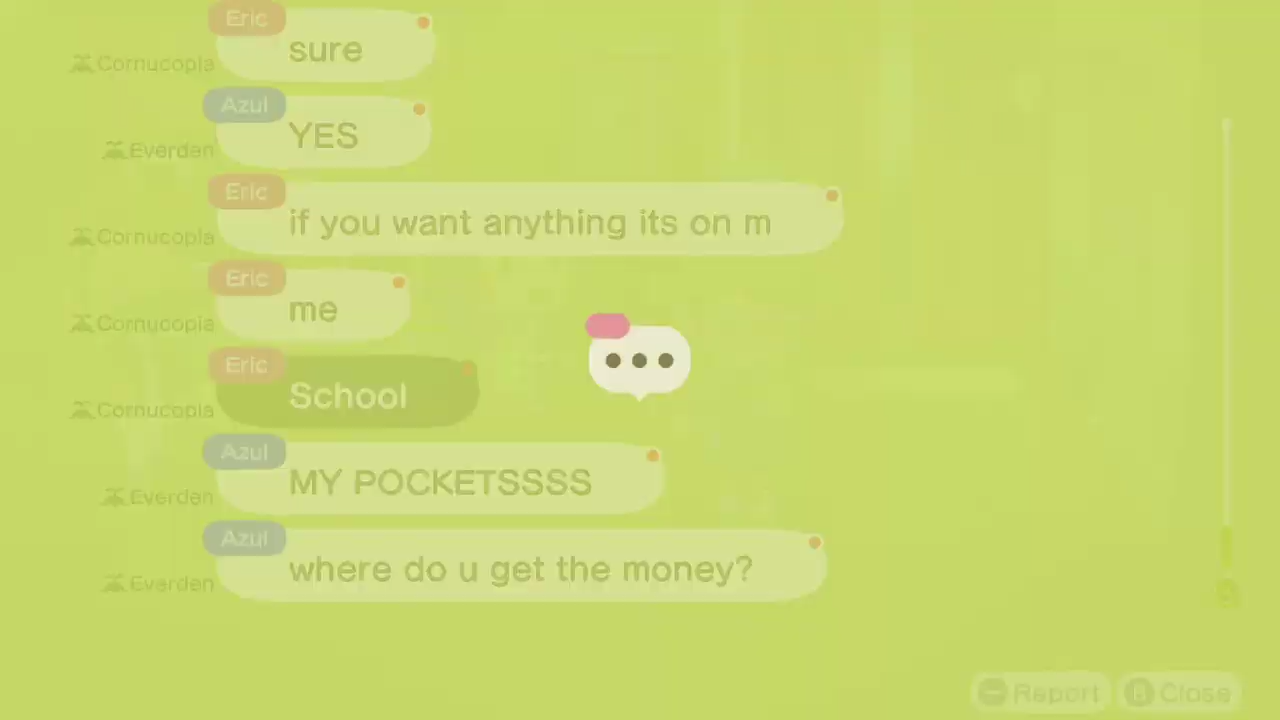 Eric
sure
Cornucopia
Azul
YES
Everden
Eric
if you want anything its on m
Cornucopia
Eric
me
Cornucopia
Eric
School
Cornucopia
Azul
MY POCKETSSSS
Everden
Azul
where do u get the money?
Everden
Report
B Close